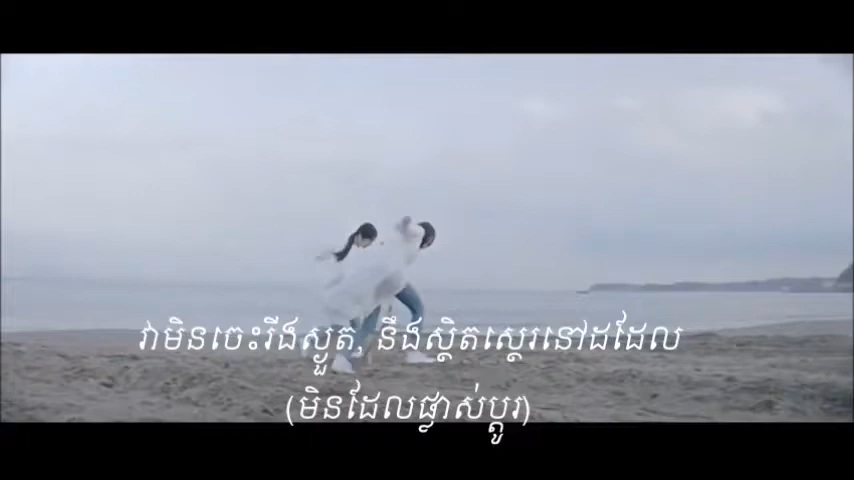 វាមិនចេះរីងស្ងួត, នឹងស្ថិតស្ថេរនៅដដែល
(មិនដែលផ្លាស់ប្ដូរ)